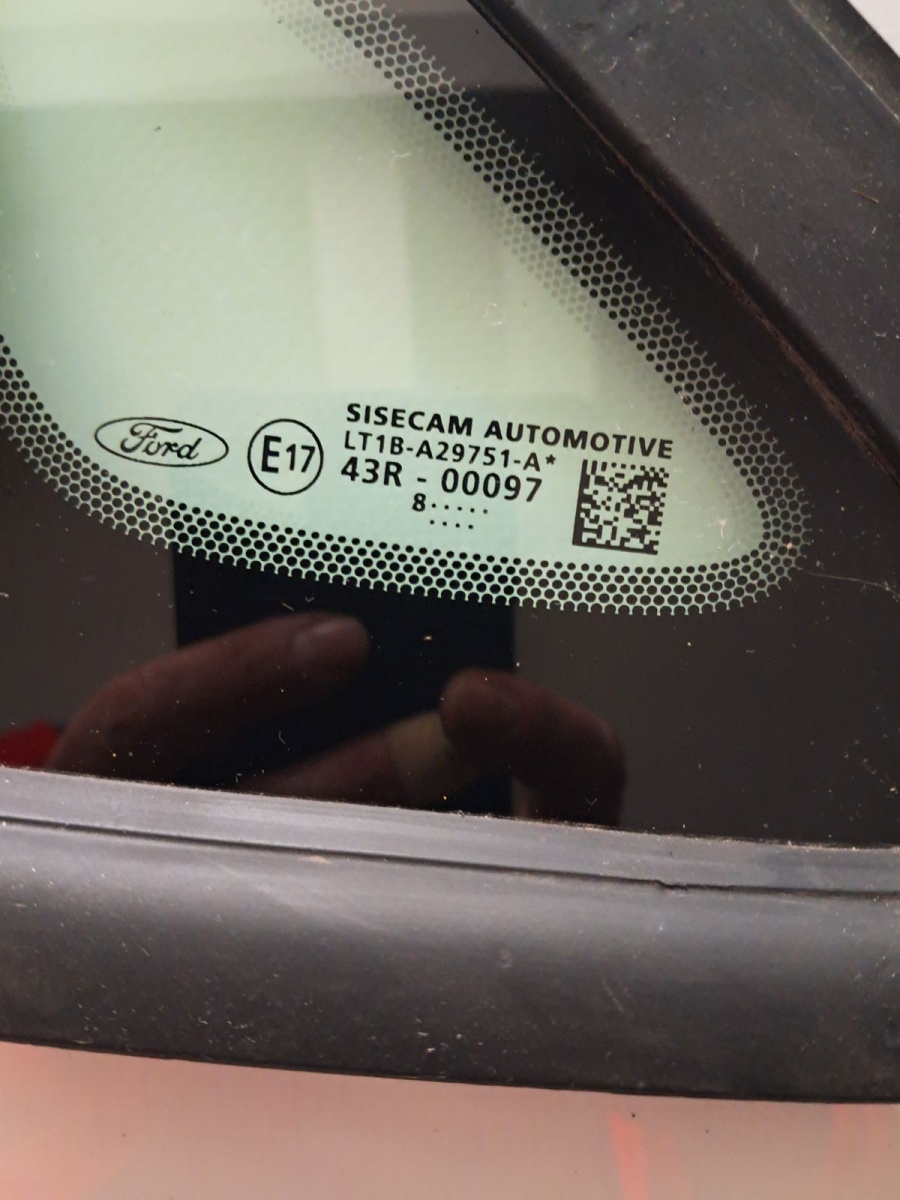 Ford
E17
SISECAM AUTOMOTIVE
LT1B-A29751-A*
43R - 00097
8.....
....